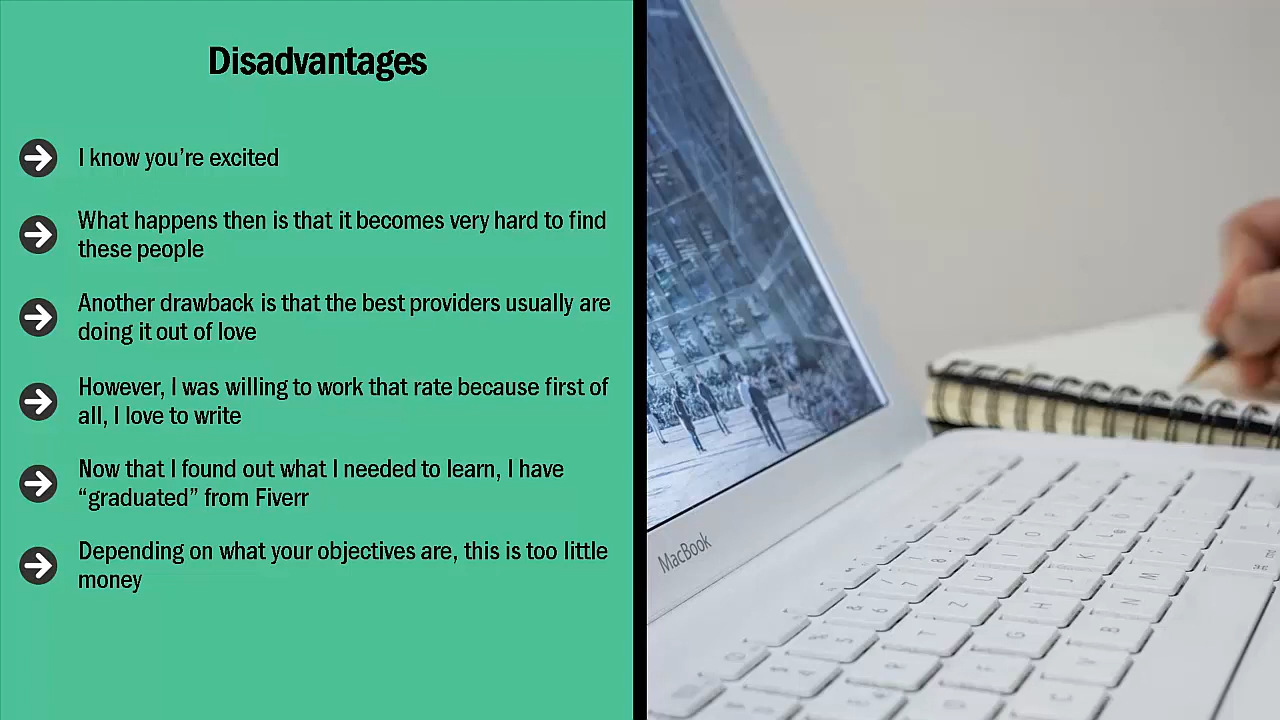 Disadvantages
I know you're excited
What happens then is that it becomes very hard to find
these people
Another drawback is that the best providers usually are
doing it out of love
However, I was willing to work that rate because first of
all, I love to write
Now that I found out what I needed to learn, I have
“graduated” from Fiverr
Depending on what your objectives are, this is too little
money
MacBook